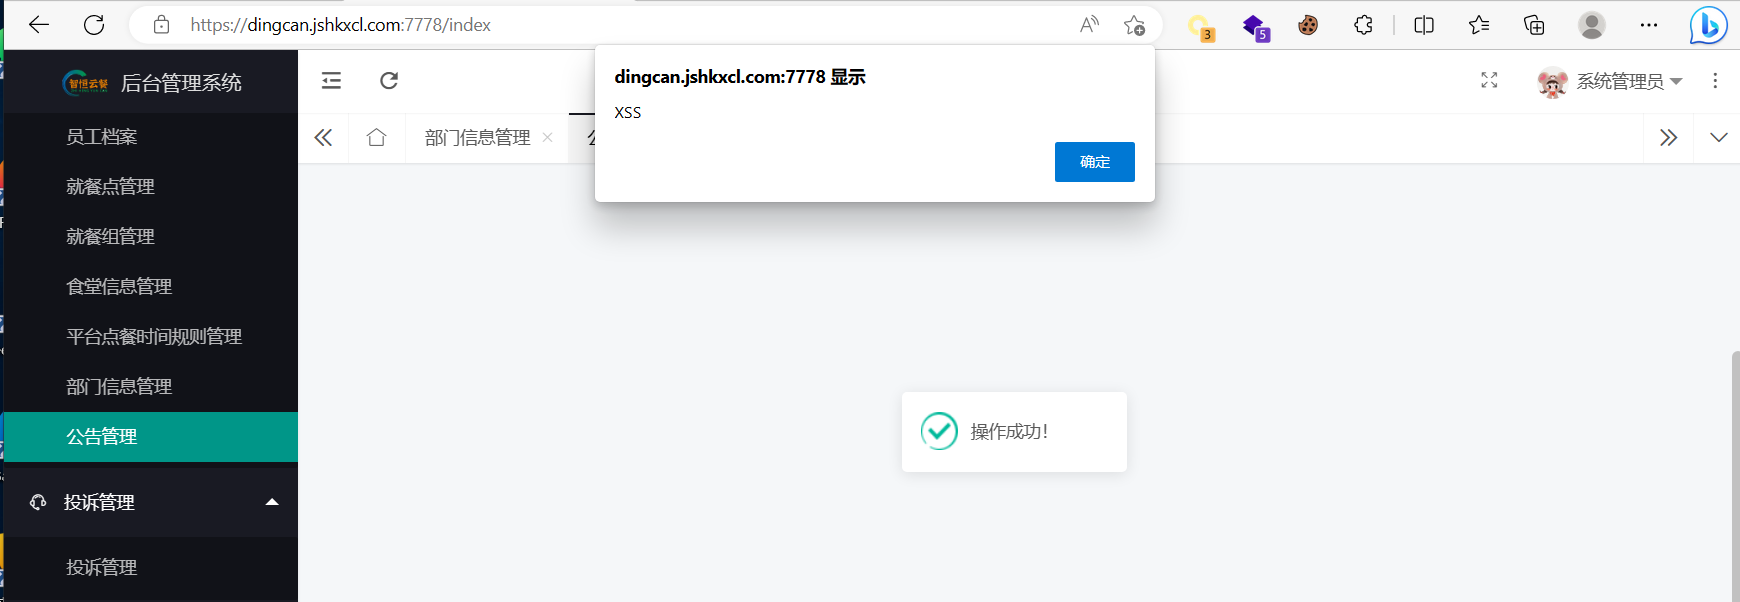 https://dingcan.jshkxcl.com:7778/index
3
5
dingcan.jshkxcl.com:7778 显示
XSS
确定
智恒云餐
后台管理系统
系统管理员
部门信息管理
员工档案
就餐点管理
就餐组管理
食堂信息管理
平台点餐时间规则管理
部门信息管理
公告管理
操作成功！
投诉管理
投诉管理